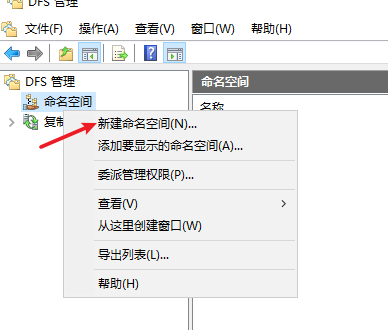 DFS 管理
文件(F) 操作(A) 查看(V) 窗口(W) 帮助(H)
DFS 管理
命名空间
命名空间
名称
复制
新建命名空间(N)...
添加要显示的命名空间(A)...
委派管理权限(P)...
查看(V)
从这里创建窗口(W)
导出列表(L)...
帮助(H)